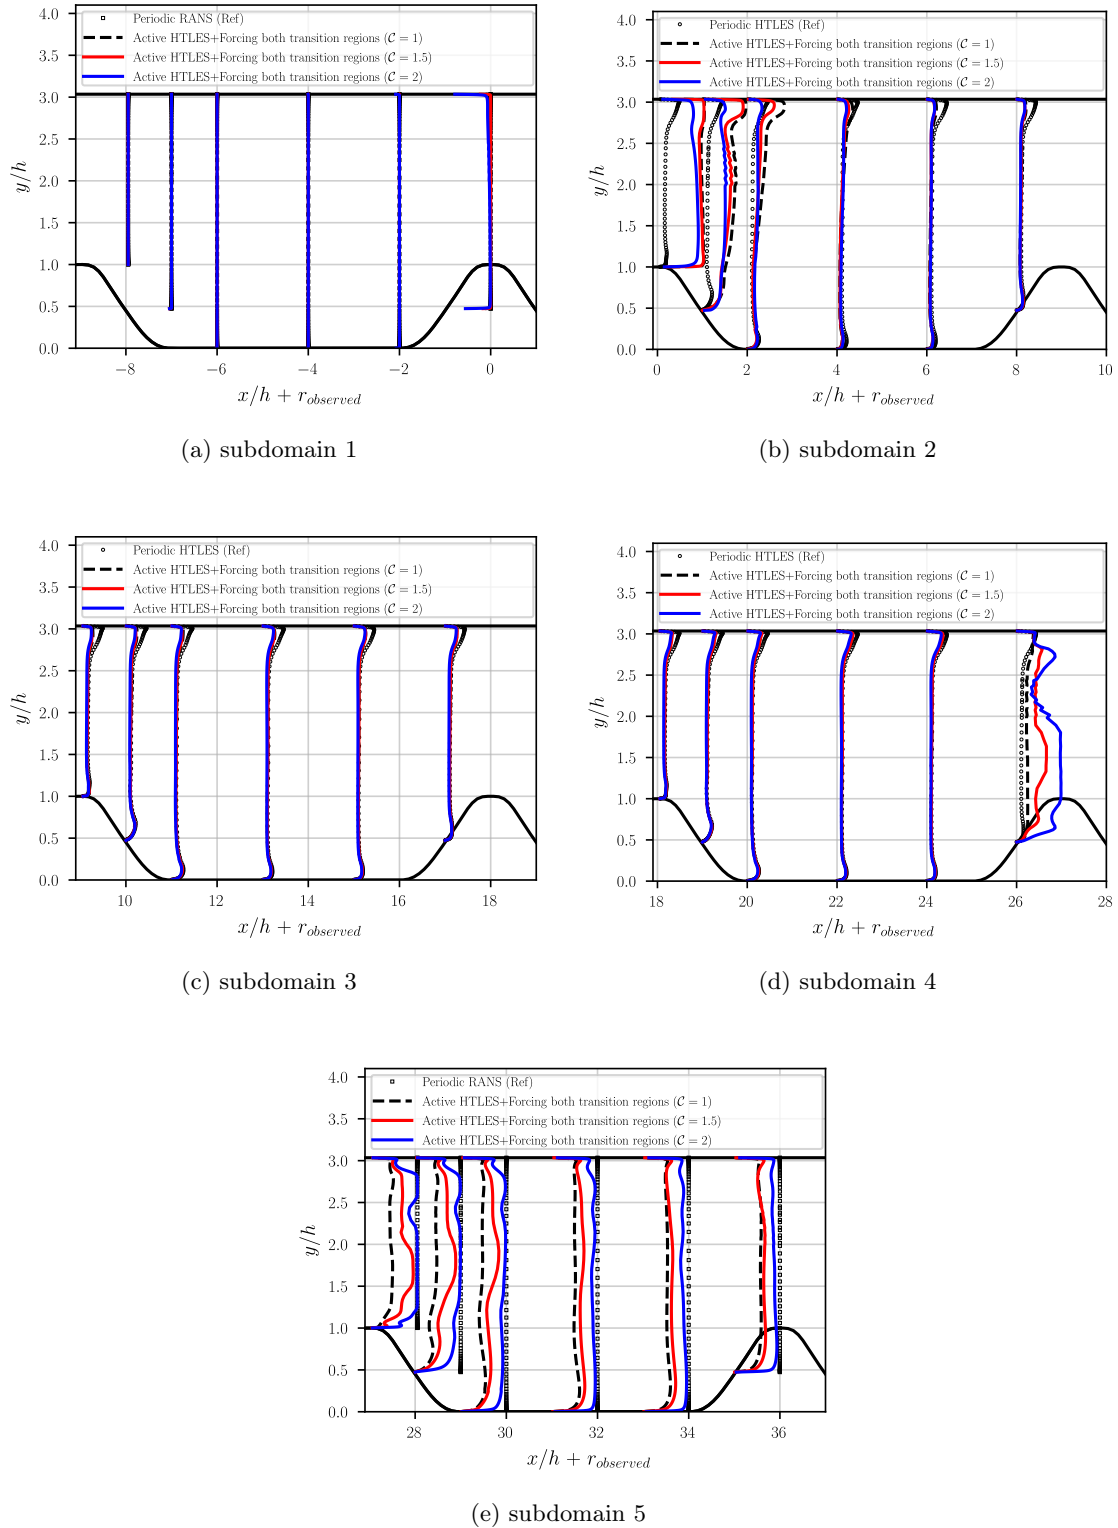 Periodic RANS (Ref)
Active HTLES+Forcing both transition regions (𝒞 = 1)
Active HTLES+Forcing both transition regions (𝒞 = 1.5)
Active HTLES+Forcing both transition regions (𝒞 = 2)
4.0
3.5
3.0
2.5
2.0
1.5
1.0
0.5
0.0
y/h
−8 −6 −4 −2 0
x/h + r_observed
(a) subdomain 1
Periodic HTLES (Ref)
Active HTLES+Forcing both transition regions (𝒞 = 1)
Active HTLES+Forcing both transition regions (𝒞 = 1.5)
Active HTLES+Forcing both transition regions (𝒞 = 2)
4.0
3.5
3.0
2.5
2.0
1.5
1.0
0.5
0.0
y/h
0 2 4 6 8 10
x/h + r_observed
(b) subdomain 2
Periodic HTLES (Ref)
Active HTLES+Forcing both transition regions (𝒞 = 1)
Active HTLES+Forcing both transition regions (𝒞 = 1.5)
Active HTLES+Forcing both transition regions (𝒞 = 2)
4.0
3.5
3.0
2.5
2.0
1.5
1.0
0.5
0.0
y/h
10 12 14 16 18
x/h + r_observed
(c) subdomain 3
Periodic HTLES (Ref)
Active HTLES+Forcing both transition regions (𝒞 = 1)
Active HTLES+Forcing both transition regions (𝒞 = 1.5)
Active HTLES+Forcing both transition regions (𝒞 = 2)
4.0
3.5
3.0
2.5
2.0
1.5
1.0
0.5
0.0
y/h
18 20 22 24 26 28
x/h + r_observed
(d) subdomain 4
Periodic RANS (Ref)
Active HTLES+Forcing both transition regions (𝒞 = 1)
Active HTLES+Forcing both transition regions (𝒞 = 1.5)
Active HTLES+Forcing both transition regions (𝒞 = 2)
4.0
3.5
3.0
2.5
2.0
1.5
1.0
0.5
0.0
y/h
28 30 32 34 36
x/h + r_observed
(e) subdomain 5